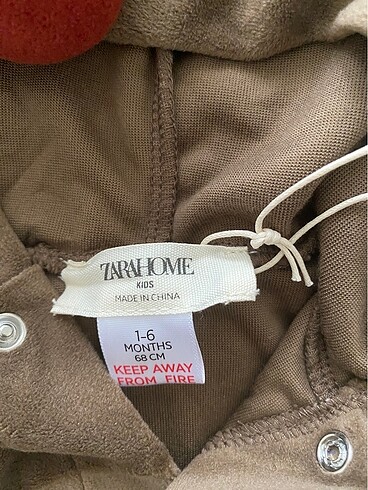 ZARAHOME
KIDS
MADE IN CHINA
1-6
MONTHS
68 CM
KEEP AWAY
FROM FIRE